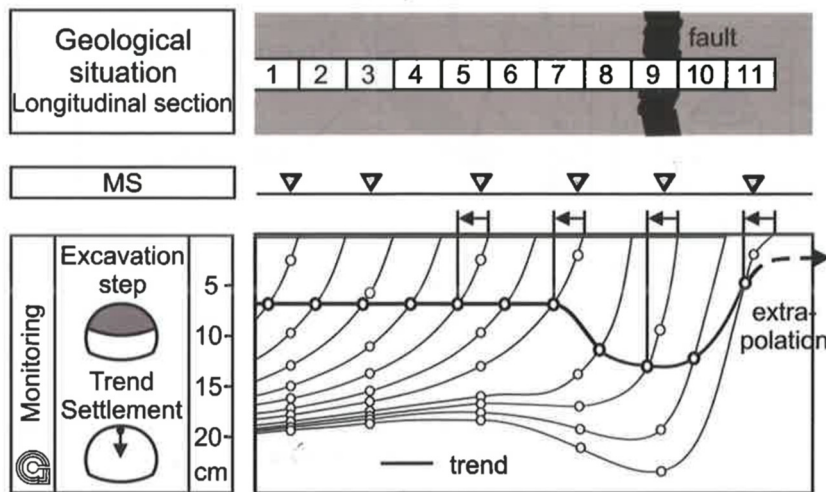 Geological
situation
Longitudinal section
fault
1 2 3 4 5 6 7 8 9 10 11
MS
Monitoring
Excavation
step
Trend
Settlement
5
10
15
20
cm
extra-
polation
trend